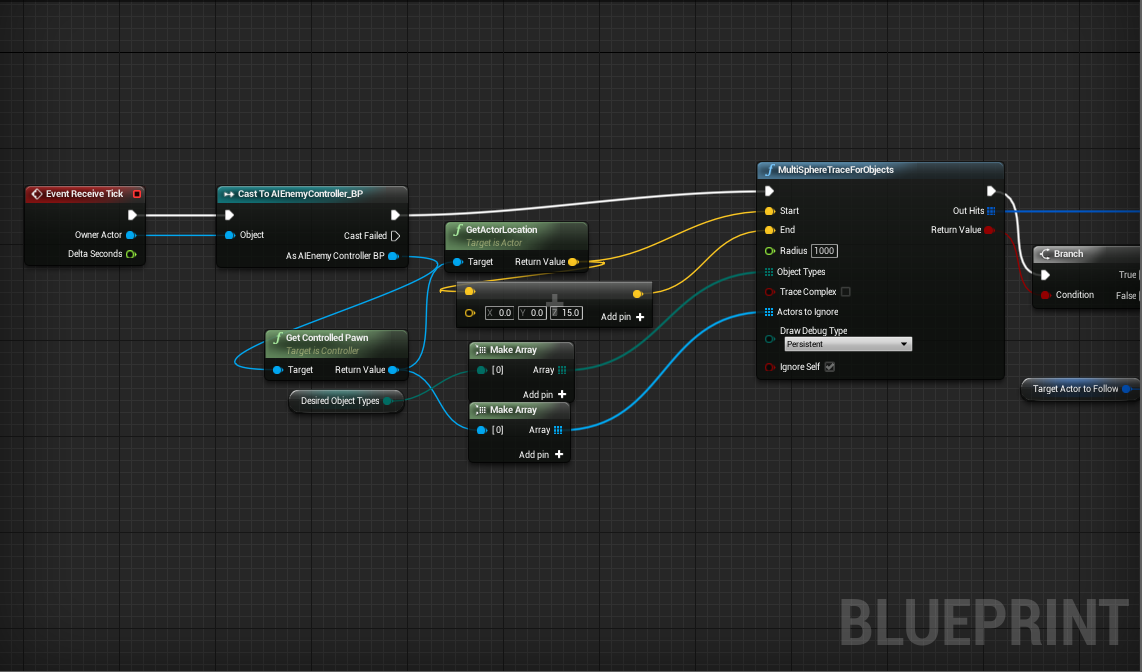 Event Receive Tick
Owner Actor
Delta Seconds
Cast To AIEnemyController_BP
Object
Cast Failed
As AIEnemy Controller BP
GetActorLocation
Target is Actor
Target
Return Value
X 0.0 Y 0.0 Z 15.0
Add pin
Get Controlled Pawn
Target is Controller
Target
Return Value
Desired Object Types
Make Array
[0]
Array
Add pin
Make Array
[0]
Array
Add pin
MultiSphereTraceForObjects
Start
Out Hits
End
Return Value
Radius 1000
Object Types
Trace Complex
Actors to Ignore
Draw Debug Type
Persistent
Ignore Self
Branch
True
Condition
False
Target Actor to Follow
BLUEPRINT